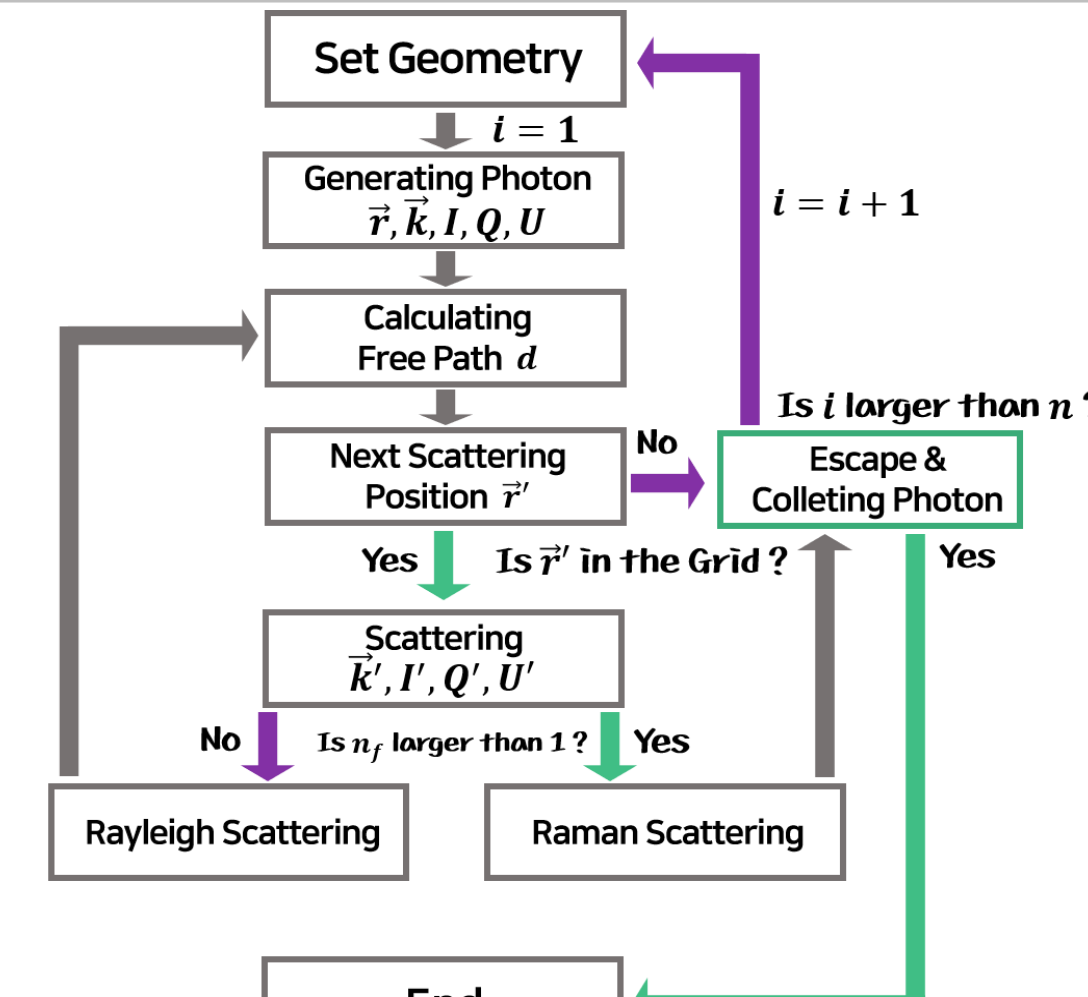 Set Geometry
i = 1
Generating Photon
r⃗, k⃗, I, Q, U
i = i + 1
Calculating
Free Path d
Is i larger than n ?
Next Scattering
Position r⃗′
No
Escape &
Colleting Photon
Yes
Is r⃗′ in the Grid ?
Yes
Scattering
k⃗′, I′, Q′, U′
No
Is n_f larger than 1 ?
Yes
Rayleigh Scattering
Raman Scattering
End